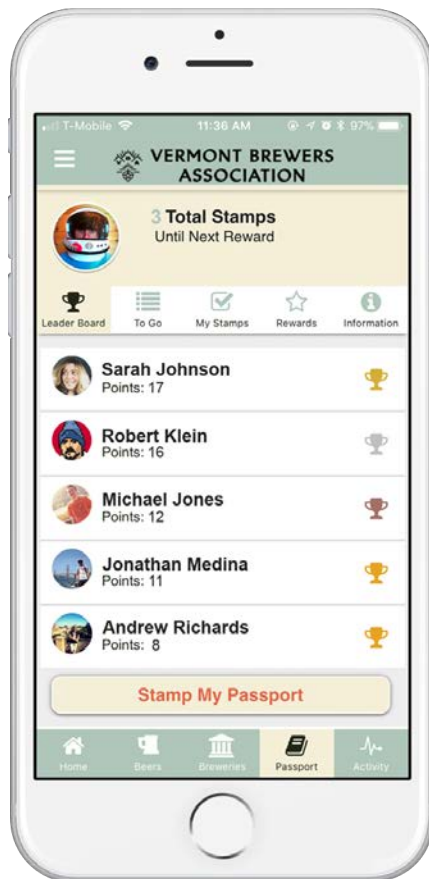 T-Mobile 11:36 AM 97%
VERMONT BREWERS
ASSOCIATION
3 Total Stamps
Until Next Reward
Leader Board To Go My Stamps Rewards Information
Sarah Johnson
Points: 17
Robert Klein
Points: 16
Michael Jones
Points: 12
Jonathan Medina
Points: 11
Andrew Richards
Points: 8
Stamp My Passport
Home Beers Breweries Passport Activity